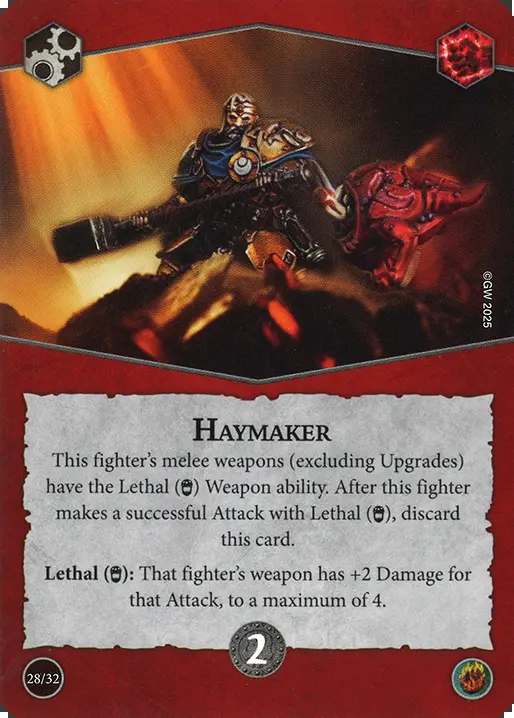 ©GW 2025
HAYMAKER
This fighter's melee weapons (excluding Upgrades)
have the Lethal () Weapon ability. After this fighter
makes a successful Attack with Lethal (), discard
this card.
Lethal (): That fighter's weapon has +2 Damage for
that Attack, to a maximum of 4.
2
28/32